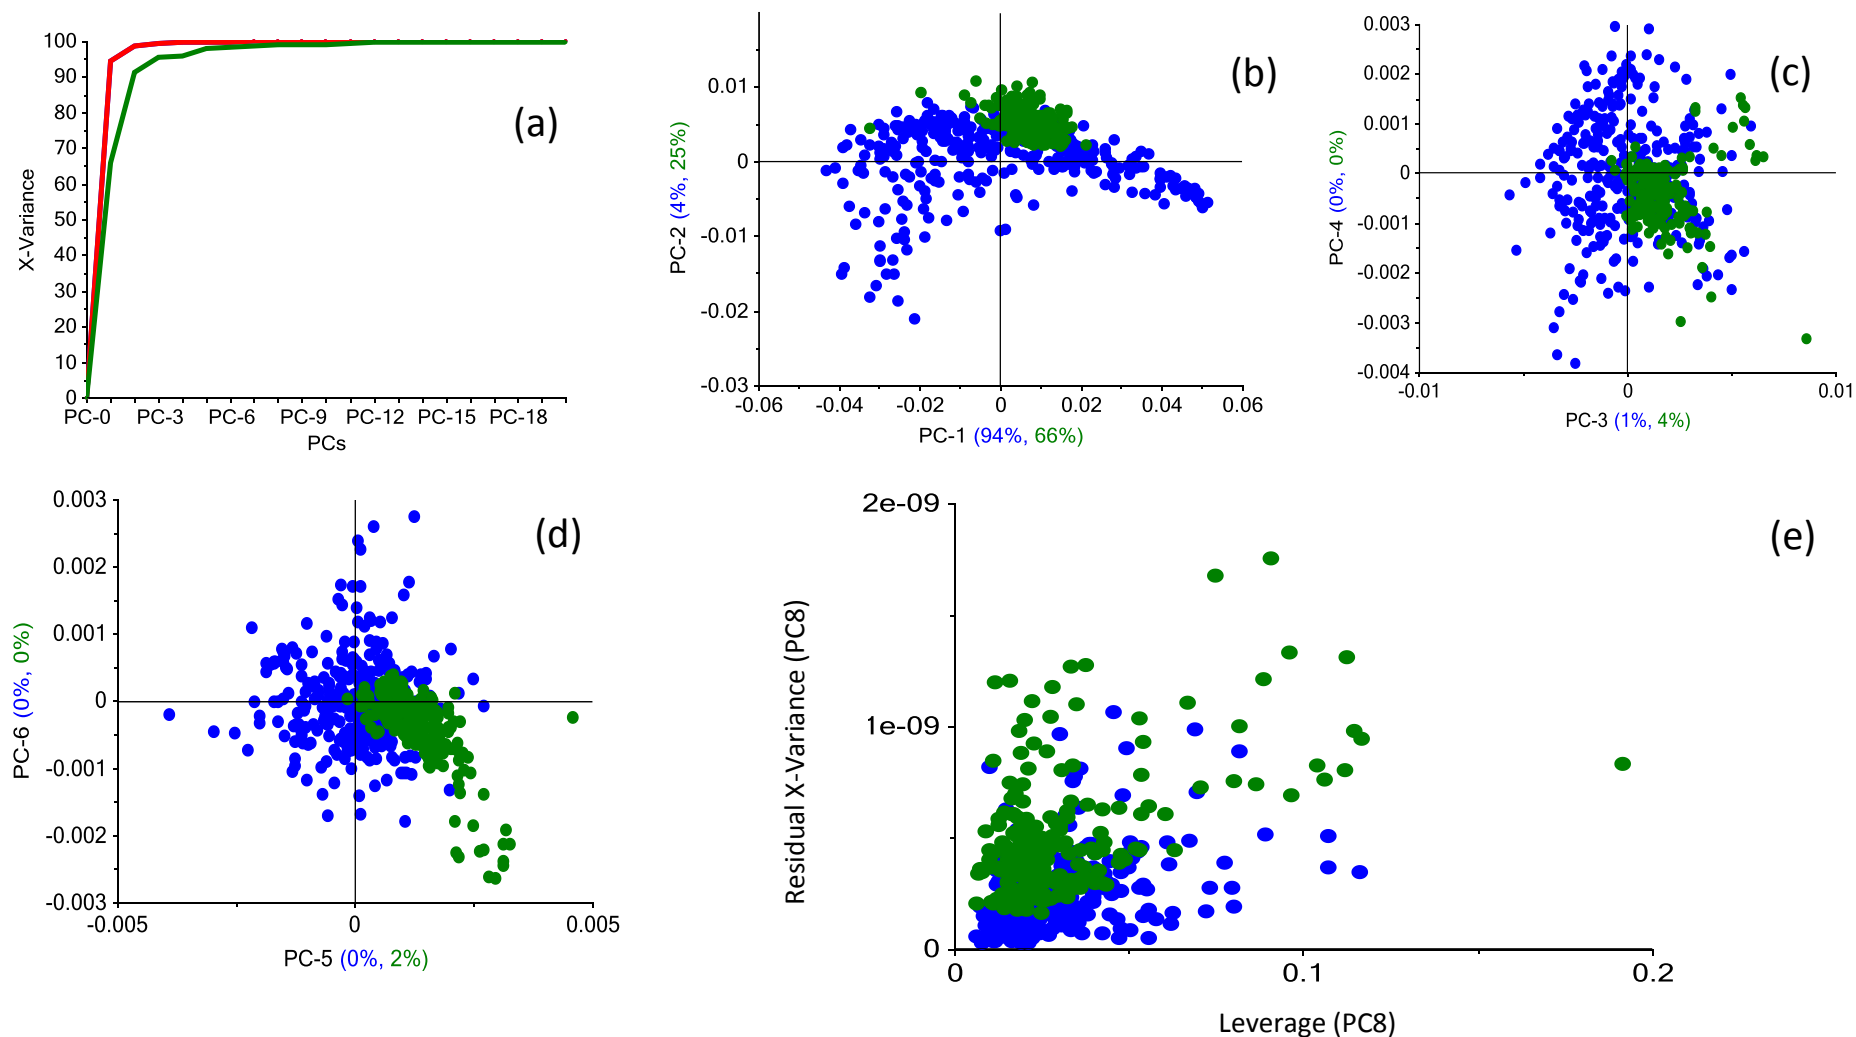 (a)
100
90
80
70
60
50
40
30
20
10
0
X-Variance
PC-0 PC-3 PC-6 PC-9 PC-12 PC-15 PC-18
PCs
(b)
0.01
0
-0.01
-0.02
-0.03
PC-2 (4%, 25%)
-0.06 -0.04 -0.02 0 0.02 0.04 0.06
PC-1 (94%, 66%)
(c)
0.003
0.002
0.001
0
-0.001
-0.002
-0.003
-0.004
PC-4 (0%, 0%)
-0.01 0 0.01
PC-3 (1%, 4%)
(d)
0.003
0.002
0.001
0
-0.001
-0.002
-0.003
PC-6 (0%, 0%)
-0.005 0 0.005
PC-5 (0%, 2%)
(e)
2e-09
1e-09
0
Residual X-Variance (PC8)
0 0.1 0.2
Leverage (PC8)